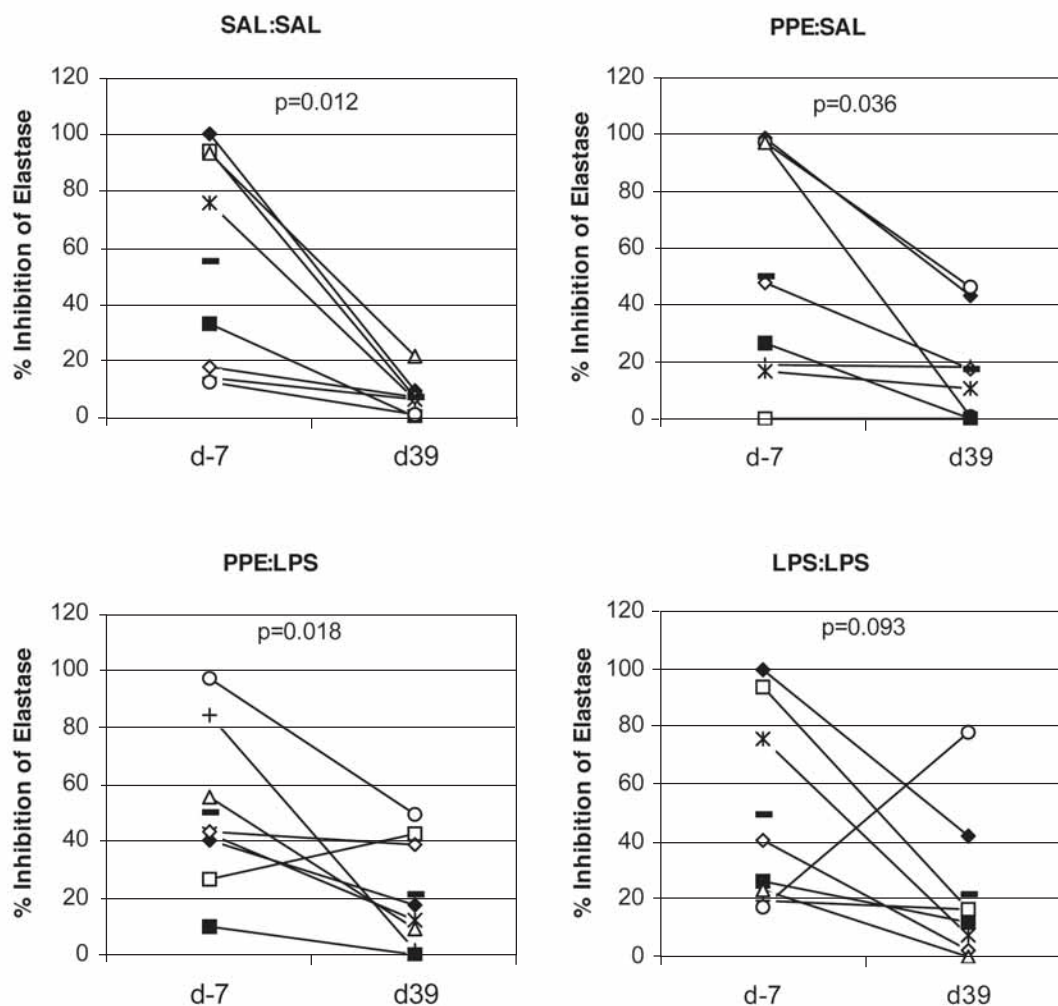 SAL:SAL
% Inhibition of Elastase
120
100
80
60
40
20
0
p=0.012
d-7
d39
PPE:SAL
% Inhibition of Elastase
120
100
80
60
40
20
0
p=0.036
d-7
d39
PPE:LPS
% Inhibition of Elastase
120
100
80
60
40
20
0
p=0.018
d-7
d39
LPS:LPS
% Inhibition of Elastase
120
100
80
60
40
20
0
p=0.093
d-7
d39